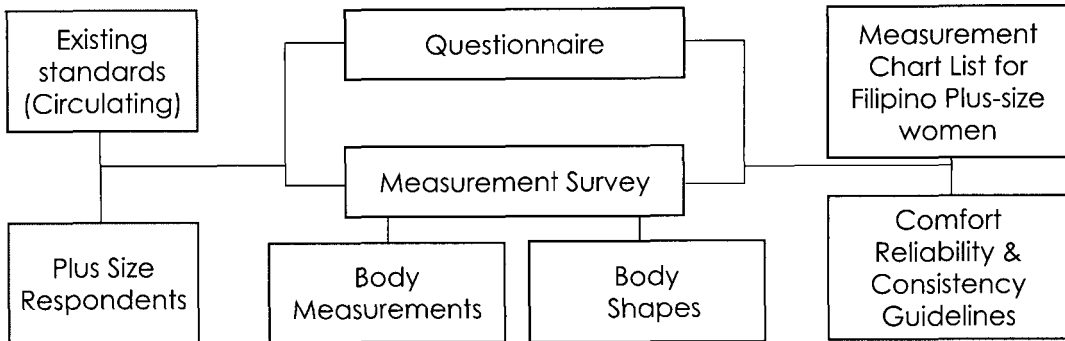 Existing
standards
(Circulating)
Questionnaire
Measurement
Chart List for
Filipino Plus-size
women
Measurement Survey
Plus Size
Respondents
Body
Measurements
Body
Shapes
Comfort
Reliability &
Consistency
Guidelines